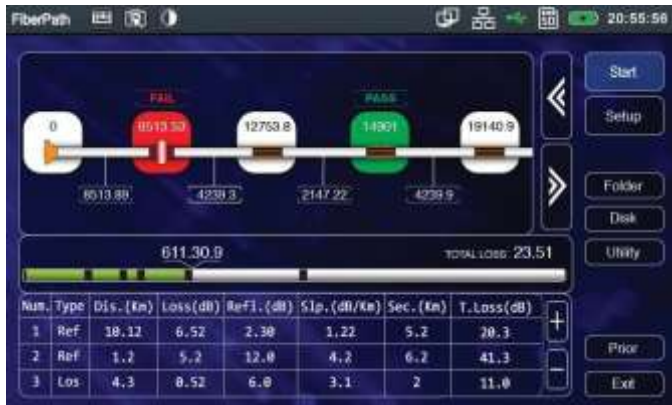 FiberPath
20:55:56
FAIL
PASS
0
8513.53
12753.8
14901
19140.9
8513.89
4239.3
2147.22
4239.9
611.30.9
TOTAL LOSS: 23.51
Num. Type Dis.(Km) Loss(dB) Refl.(dB) Slp.(dB/Km) Sec.(Km) T.Loss(dB)
1 Ref 10.12 6.52 2.30 1.22 5.2 20.3
2 Ref 1.2 5.2 12.0 4.2 6.2 41.3
3 Los 4.3 0.52 6.0 3.1 2 11.0
+
−
Start
Setup
Folder
Disk
Utility
Prior
Exit